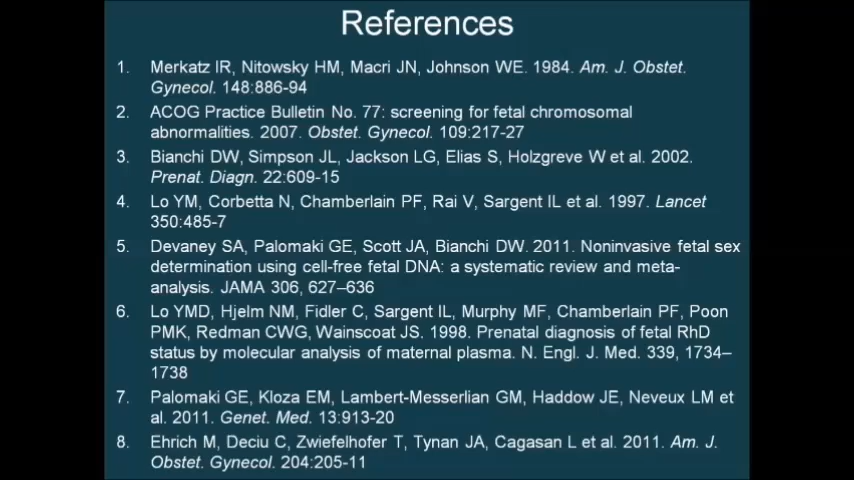 References
1. Merkatz IR, Nitowsky HM, Macri JN, Johnson WE. 1984. Am. J. Obstet.
Gynecol. 148:886-94
2. ACOG Practice Bulletin No. 77: screening for fetal chromosomal
abnormalities. 2007. Obstet. Gynecol. 109:217-27
3. Bianchi DW, Simpson JL, Jackson LG, Elias S, Holzgreve W et al. 2002.
Prenat. Diagn. 22:609-15
4. Lo YM, Corbetta N, Chamberlain PF, Rai V, Sargent IL et al. 1997. Lancet
350:485-7
5. Devaney SA, Palomaki GE, Scott JA, Bianchi DW. 2011. Noninvasive fetal sex
determination using cell-free fetal DNA: a systematic review and meta-
analysis. JAMA 306, 627–636
6. Lo YMD, Hjelm NM, Fidler C, Sargent IL, Murphy MF, Chamberlain PF, Poon
PMK, Redman CWG, Wainscoat JS. 1998. Prenatal diagnosis of fetal RhD
status by molecular analysis of maternal plasma. N. Engl. J. Med. 339, 1734–
1738
7. Palomaki GE, Kloza EM, Lambert-Messerlian GM, Haddow JE, Neveux LM et
al. 2011. Genet. Med. 13:913-20
8. Ehrich M, Deciu C, Zwiefelhofer T, Tynan JA, Cagasan L et al. 2011. Am. J.
Obstet. Gynecol. 204:205-11